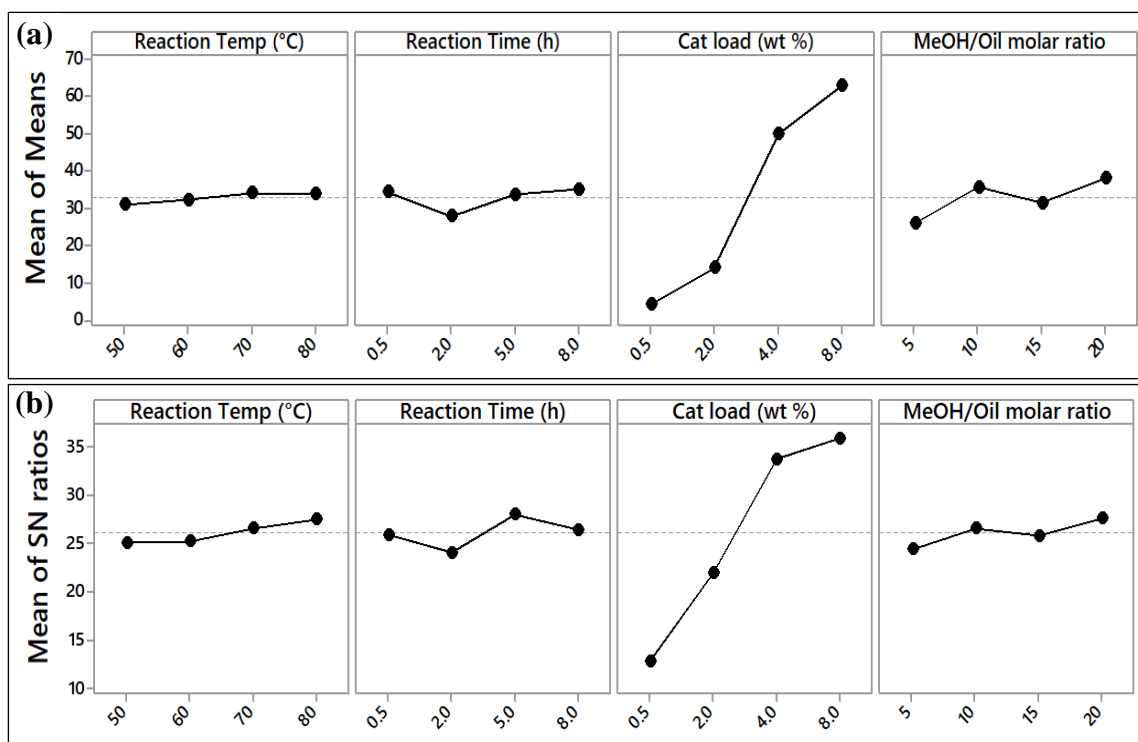 (a)
Reaction Temp (°C) Reaction Time (h) Cat load (wt %) MeOH/Oil molar ratio
Mean of Means
70
60
50
40
30
20
10
0
50 60 70 80 0.5 2.0 5.0 8.0 0.5 2.0 4.0 8.0 5 10 15 20
(b)
Reaction Temp (°C) Reaction Time (h) Cat load (wt %) MeOH/Oil molar ratio
Mean of SN ratios
35
30
25
20
15
10
50 60 70 80 0.5 2.0 5.0 8.0 0.5 2.0 4.0 8.0 5 10 15 20